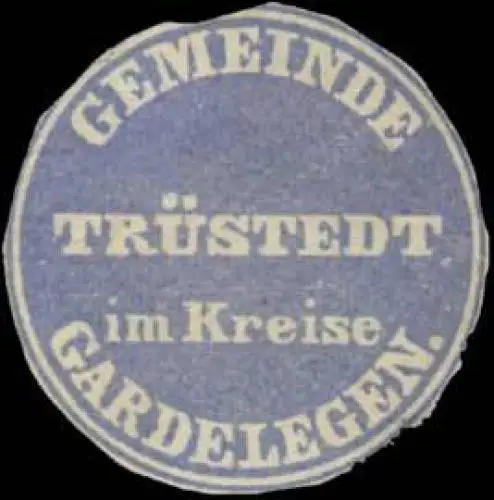 GEMEINDE
TRÜSTEDT
im Kreise
GARDELEGEN.